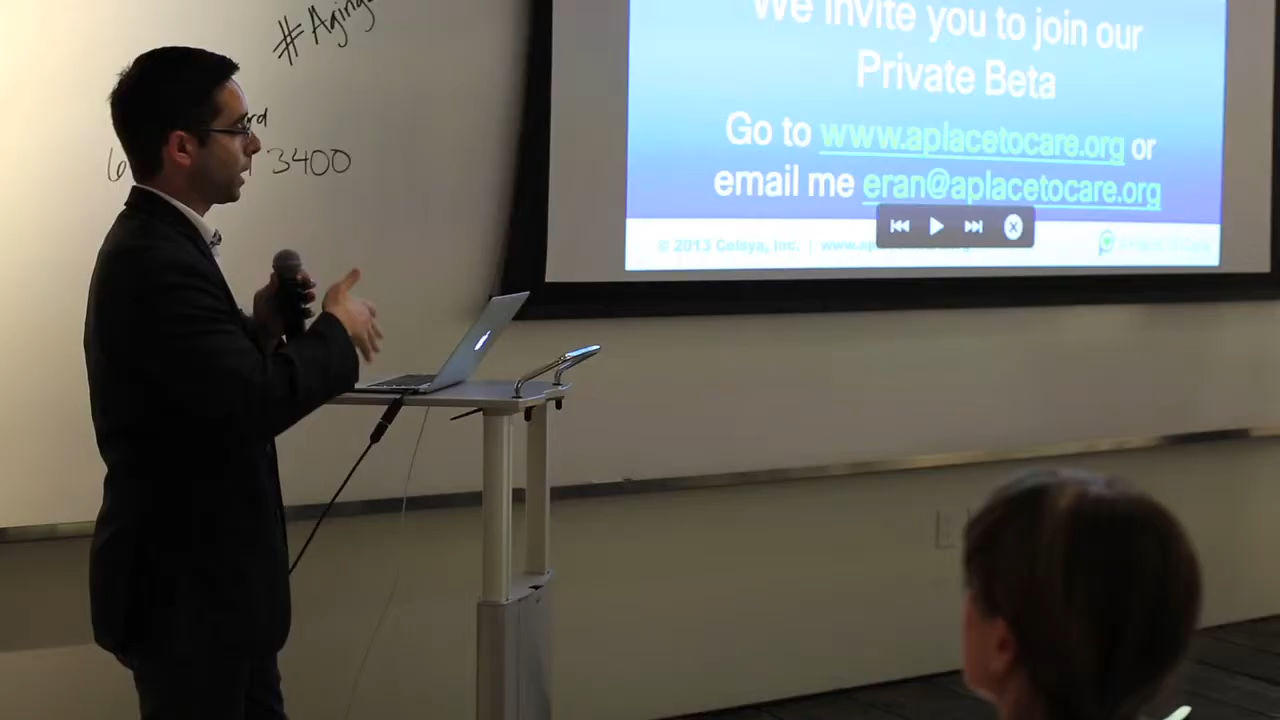 #Aging
3400
We invite you to join our
Private Beta
Go to www.aplacetocare.org or
email me eran@aplacetocare.org
© 2013 Celsya, Inc. |